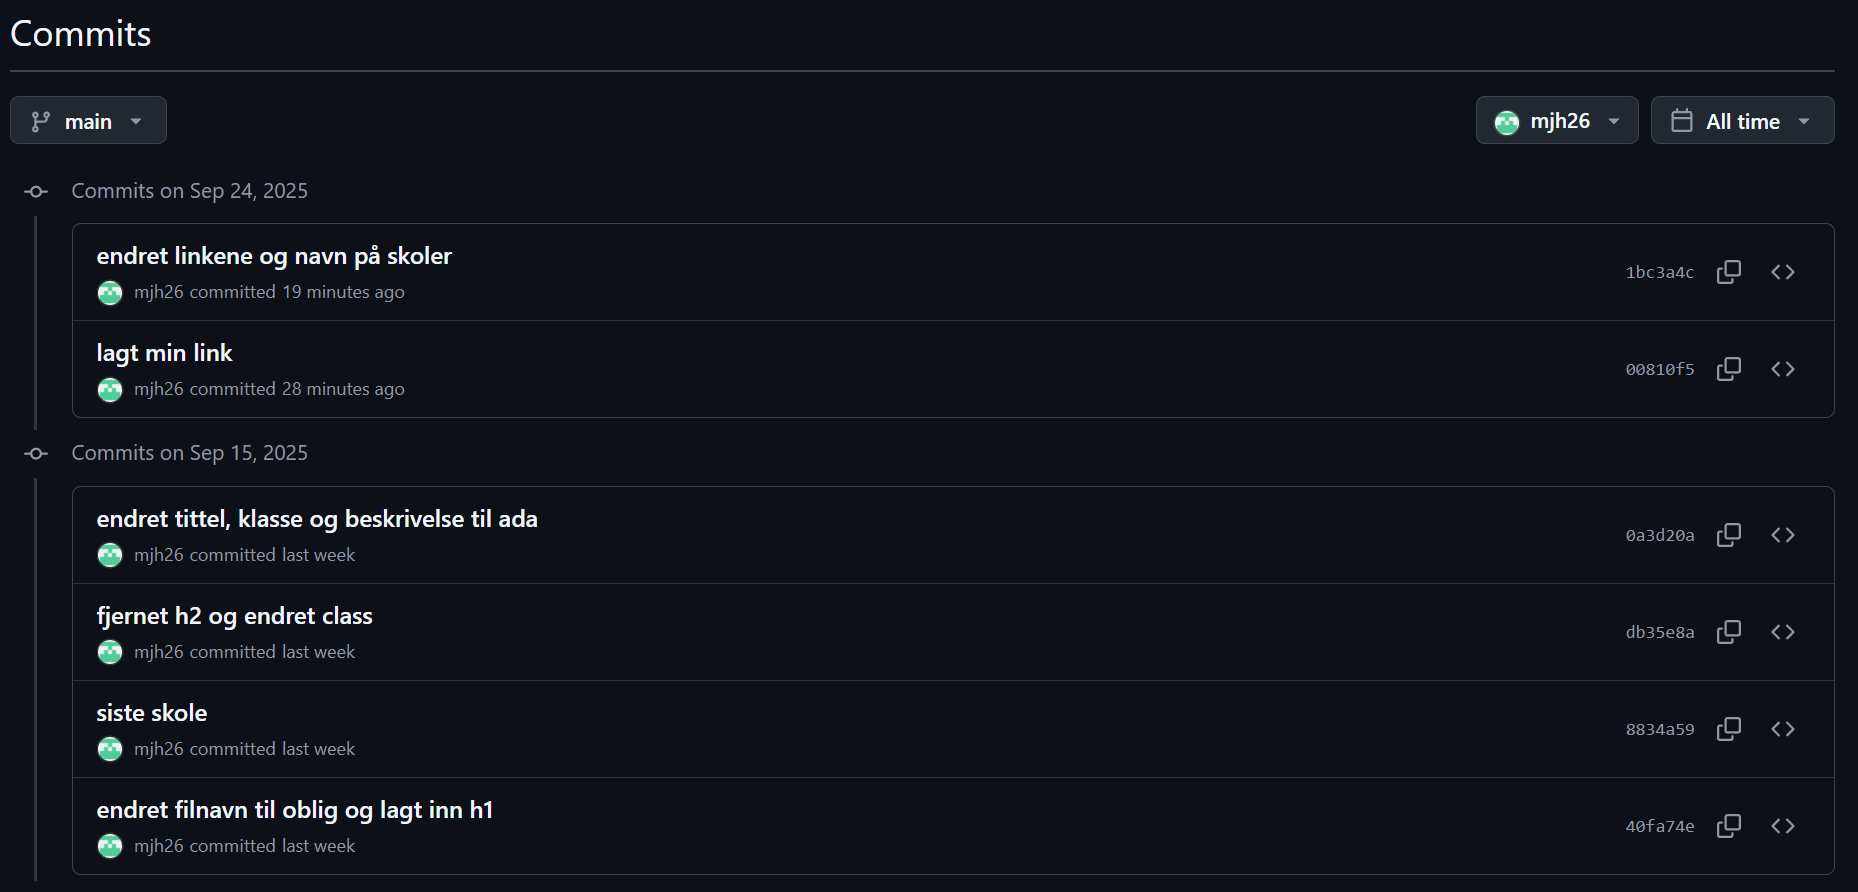 Commits
main
mjh26
All time
Commits on Sep 24, 2025
endret linkene og navn på skoler
mjh26 committed 19 minutes ago
1bc3a4c
lagt min link
mjh26 committed 28 minutes ago
00810f5
Commits on Sep 15, 2025
endret tittel, klasse og beskrivelse til ada
mjh26 committed last week
0a3d20a
fjernet h2 og endret class
mjh26 committed last week
db35e8a
siste skole
mjh26 committed last week
8834a59
endret filnavn til oblig og lagt inn h1
mjh26 committed last week
40fa74e